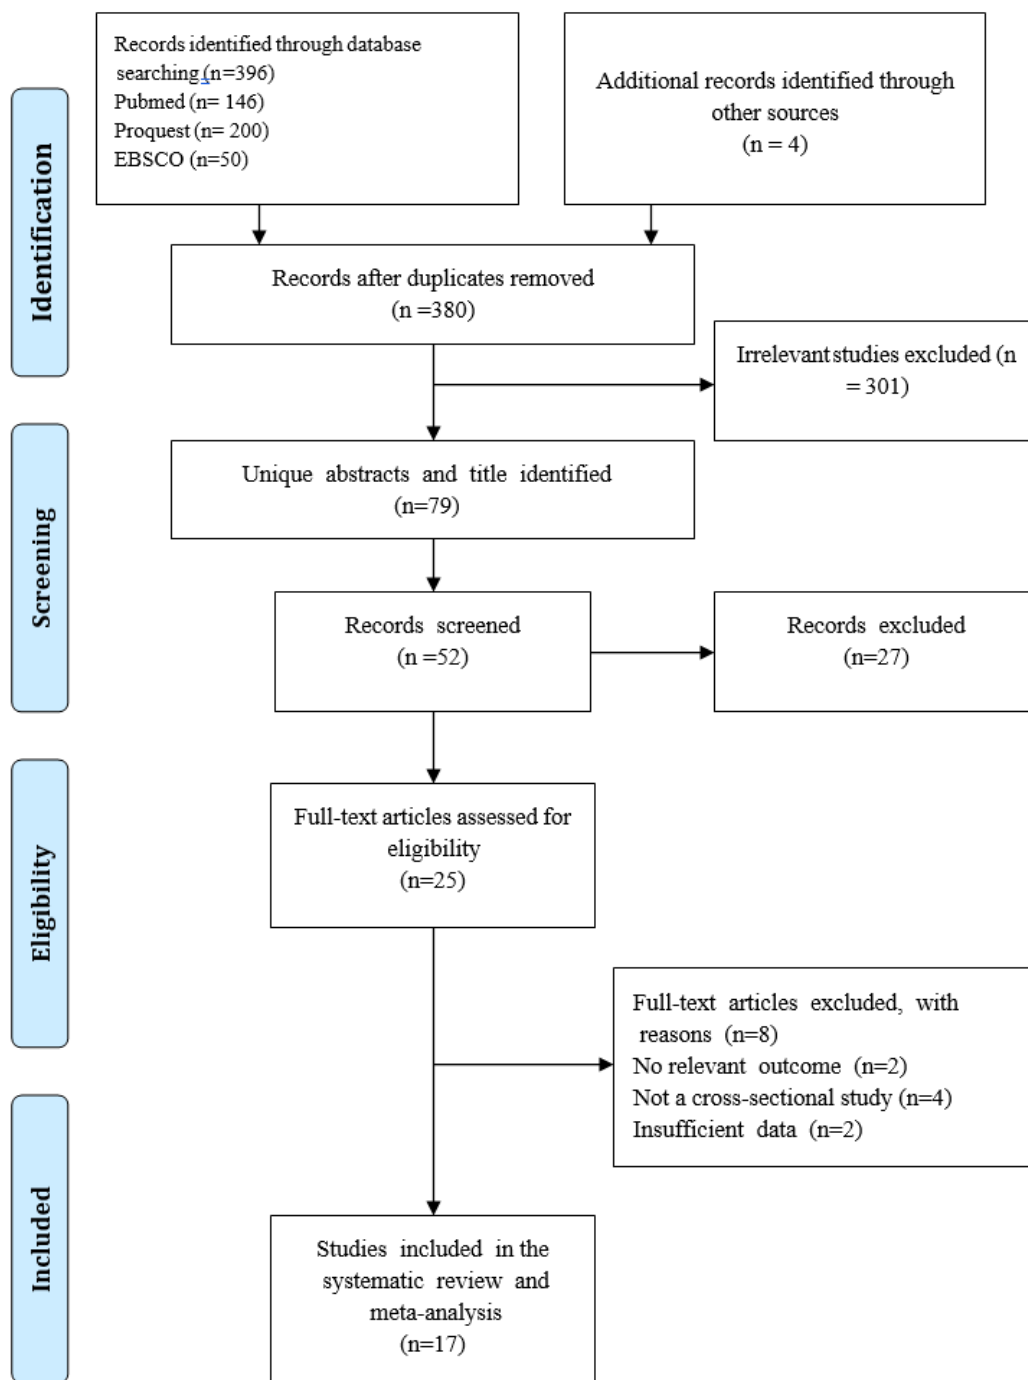 Records identified through database
searching (n=396)
Pubmed (n= 146)
Proquest (n= 200)
EBSCO (n=50)
Additional records identified through
other sources
(n = 4)
Identification
Records after duplicates removed
(n =380)
Irrelevant studies excluded (n
= 301)
Screening
Unique abstracts and title identified
(n=79)
Records screened
(n =52)
Records excluded
(n=27)
Eligibility
Full-text articles assessed for
eligibility
(n=25)
Full-text articles excluded, with
reasons (n=8)
No relevant outcome (n=2)
Not a cross-sectional study (n=4)
Insufficient data (n=2)
Included
Studies included in the
systematic review and
meta-analysis
(n=17)